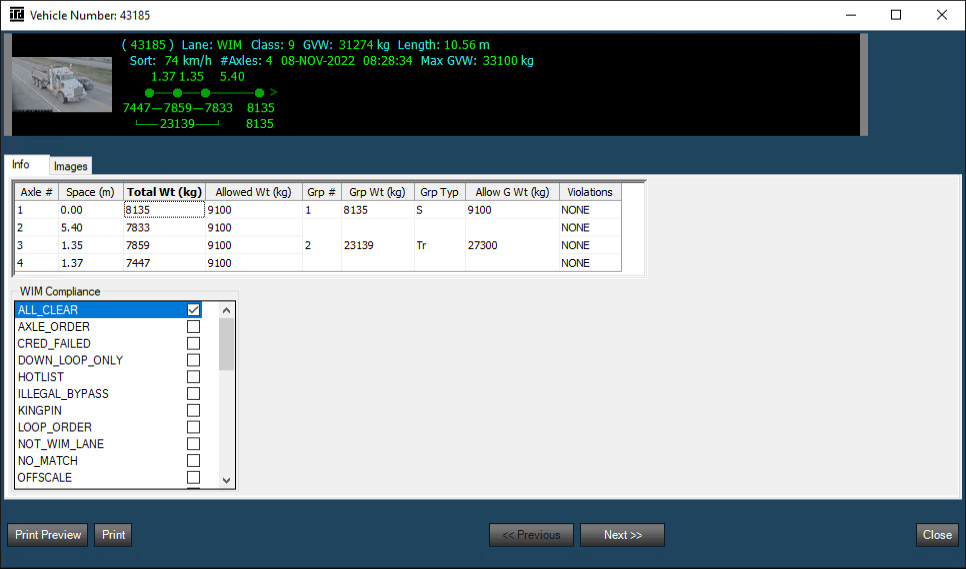 ird Vehicle Number: 43185
( 43185 ) Lane: WIM Class: 9 GVW: 31274 kg Length: 10.56 m
Sort: 74 km/h #Axles: 4 08-NOV-2022 08:28:34 Max GVW: 33100 kg
1.37 1.35 5.40
7447—7859—7833 8135
23139 8135
Info Images
Axle # Space (m) Total Wt (kg) Allowed Wt (kg) Grp # Grp Wt (kg) Grp Typ Allow G Wt (kg) Violations
1 0.00 8135 9100 1 8135 S 9100 NONE
2 5.40 7833 9100 NONE
3 1.35 7859 9100 2 23139 Tr 27300 NONE
4 1.37 7447 9100 NONE
WIM Compliance
ALL_CLEAR
AXLE_ORDER
CRED_FAILED
DOWN_LOOP_ONLY
HOTLIST
ILLEGAL_BYPASS
KINGPIN
LOOP_ORDER
NOT_WIM_LANE
NO_MATCH
OFFSCALE
Print Preview Print << Previous Next >> Close